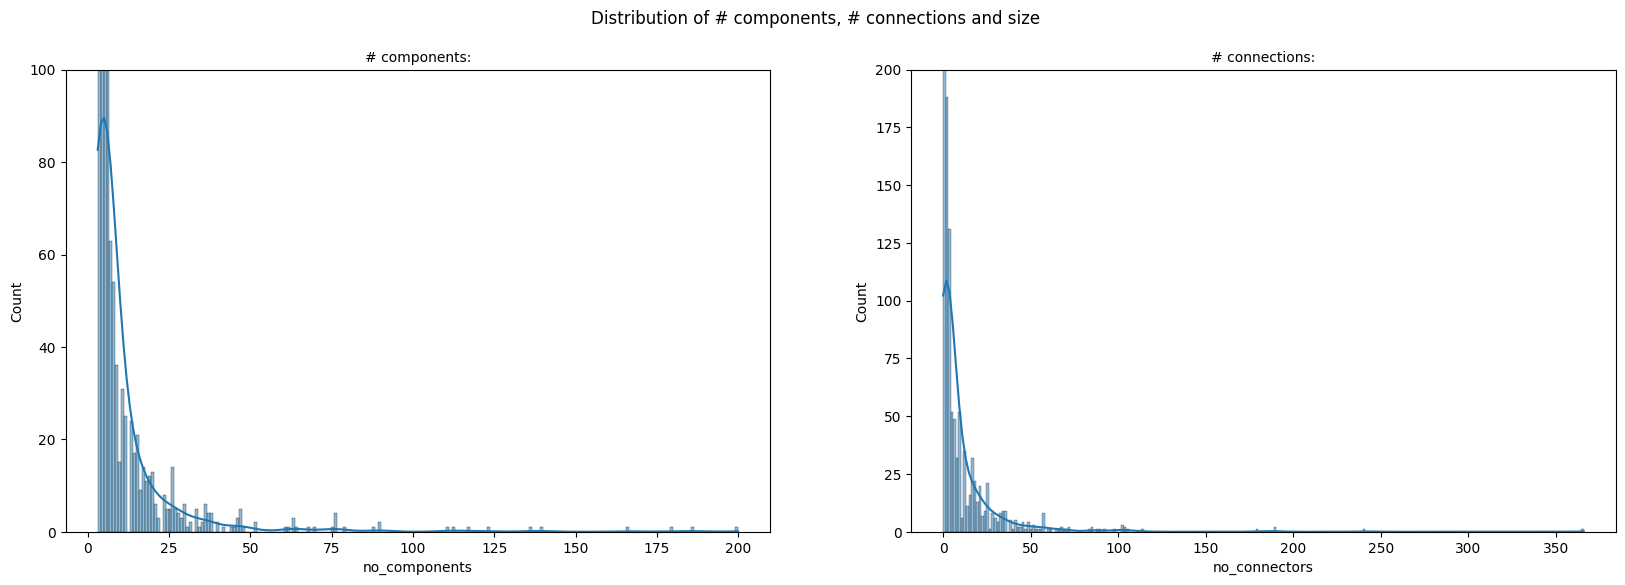 Distribution of # components, # connections and size
# components:
100
80
60
40
20
0
Count
0 25 50 75 100 125 150 175 200
no_components
# connections:
200
175
150
125
100
75
50
25
0
Count
0 50 100 150 200 250 300 350
no_connectors